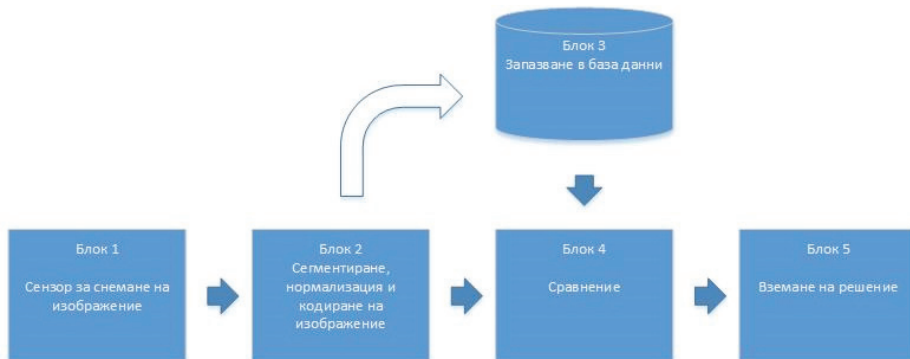 Блок 3
Запазване в база данни
Блок 1
Сензор за снемане на
изображение
Блок 2
Сегментиране,
нормализация и
кодиране на
изображение
Блок 4
Сравнение
Блок 5
Вземане на решение